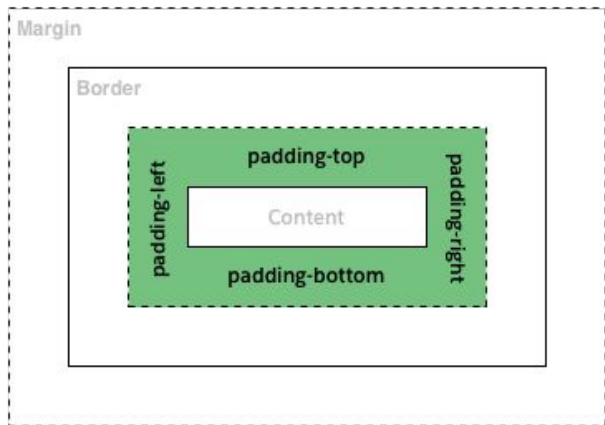 Margin
Border
padding-top
padding-left
Content
padding-right
padding-bottom